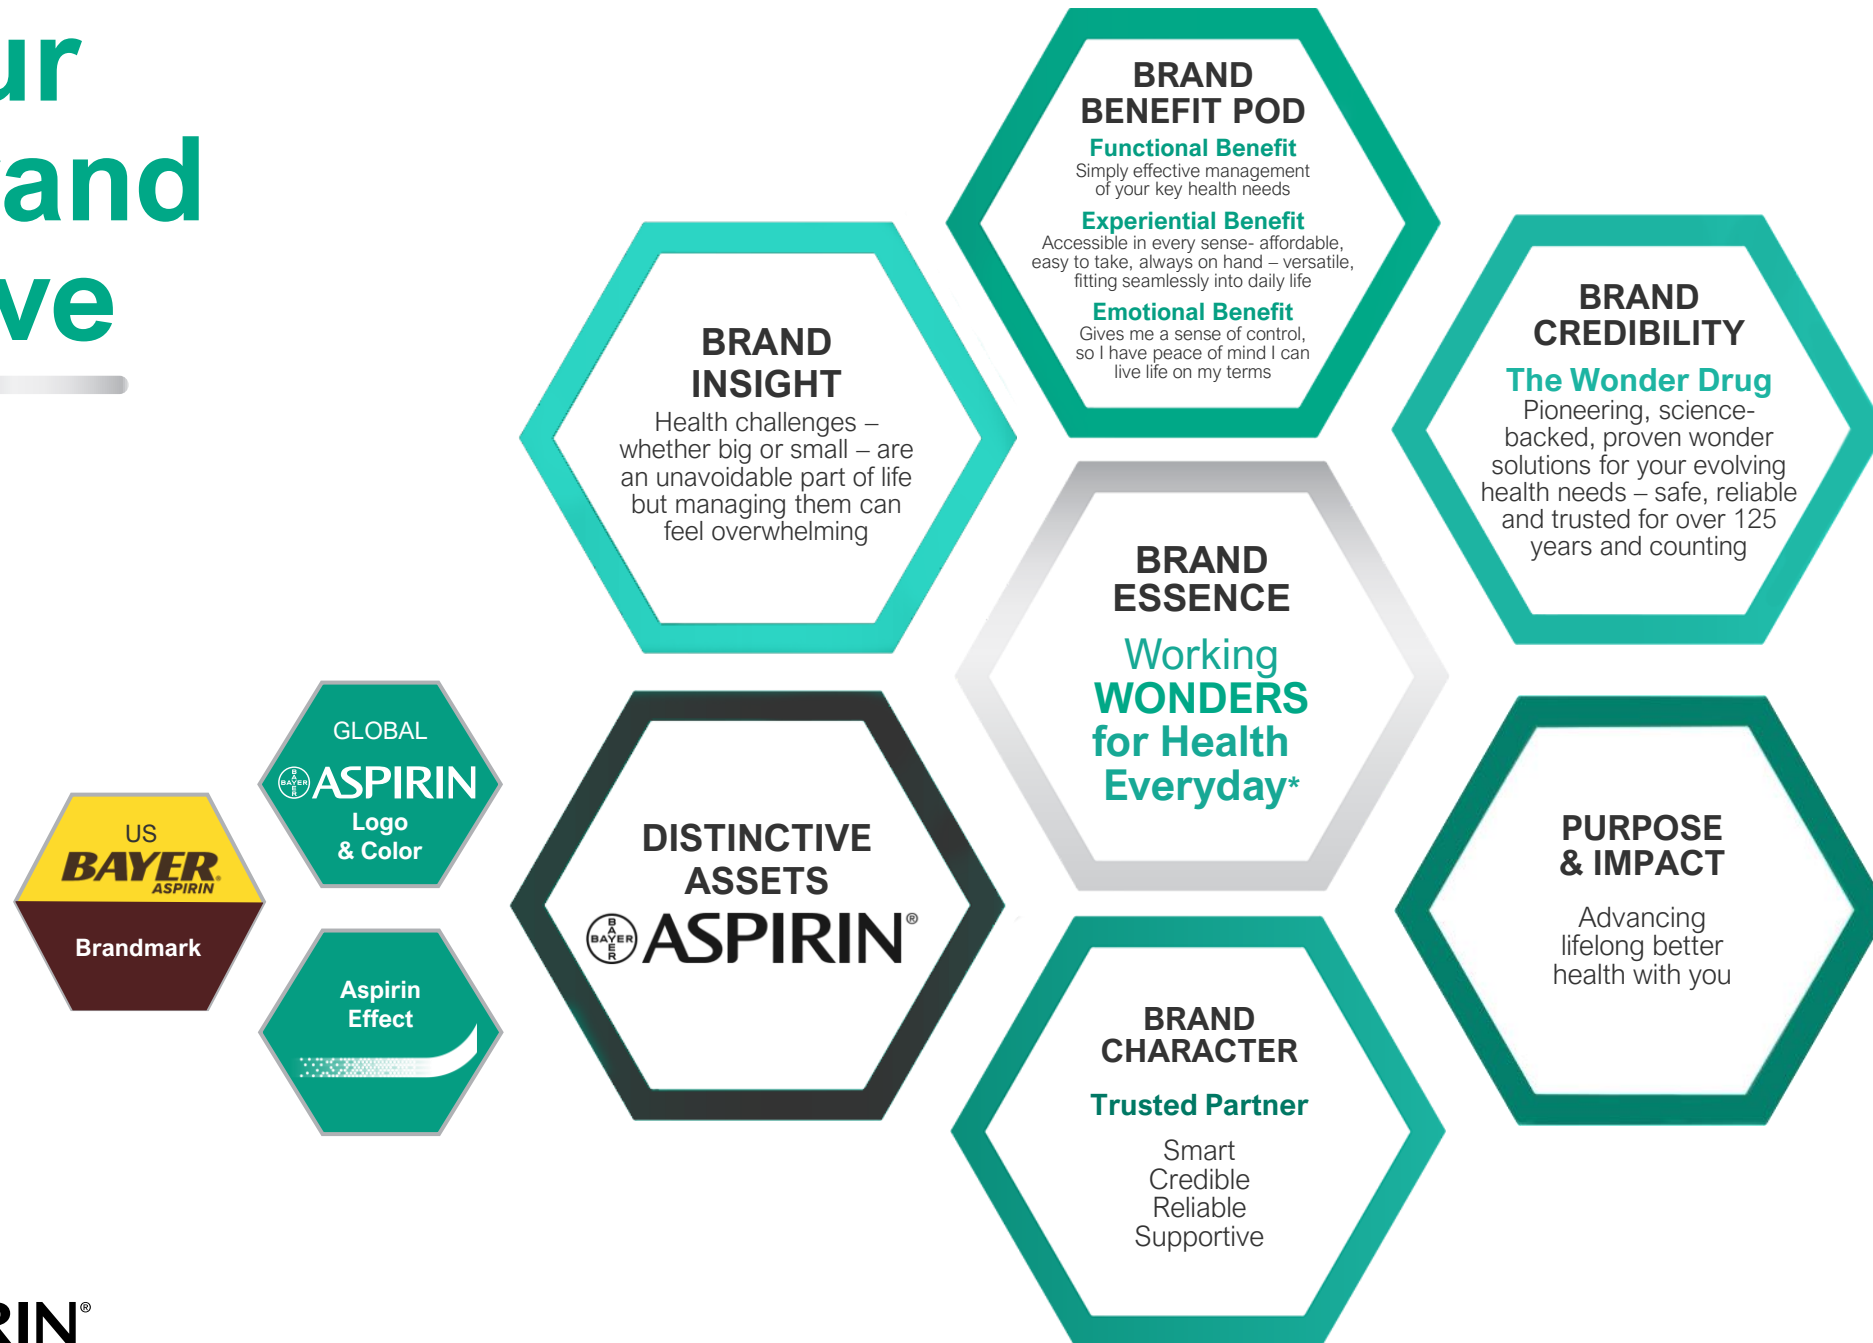 ur
and
ve
BRAND
BENEFIT POD
Functional Benefit
Simply effective management
of your key health needs
Experiential Benefit
Accessible in every sense- affordable,
easy to take, always on hand – versatile,
fitting seamlessly into daily life
Emotional Benefit
Gives me a sense of control,
so I have peace of mind I can
live life on my terms
BRAND
INSIGHT
Health challenges –
whether big or small – are
an unavoidable part of life
but managing them can
feel overwhelming
BRAND
CREDIBILITY
The Wonder Drug
Pioneering, science-
backed, proven wonder
solutions for your evolving
health needs – safe, reliable
and trusted for over 125
years and counting
BRAND
ESSENCE
Working
WONDERS
for Health
Everyday*
GLOBAL
BAYER ASPIRIN
Logo
& Color
US
BAYER®
ASPIRIN
Brandmark
Aspirin
Effect
DISTINCTIVE
ASSETS
BAYER ASPIRIN®
PURPOSE
& IMPACT
Advancing
lifelong better
health with you
BRAND
CHARACTER
Trusted Partner
Smart
Credible
Reliable
Supportive
RIN®